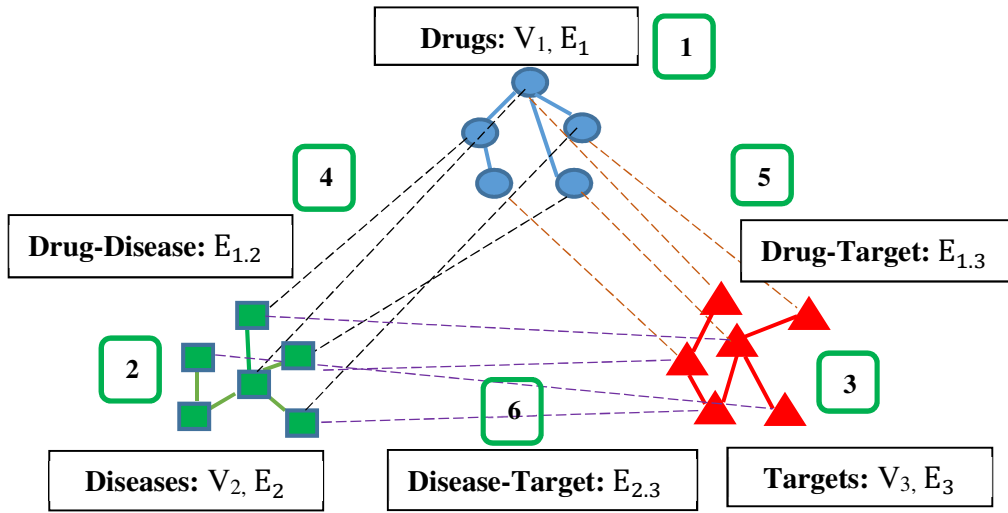 Drugs: V₁, E₁
1
4
5
Drug-Disease: E₁.₂
Drug-Target: E₁.₃
2
3
6
Diseases: V₂, E₂
Disease-Target: E₂.₃
Targets: V₃, E₃